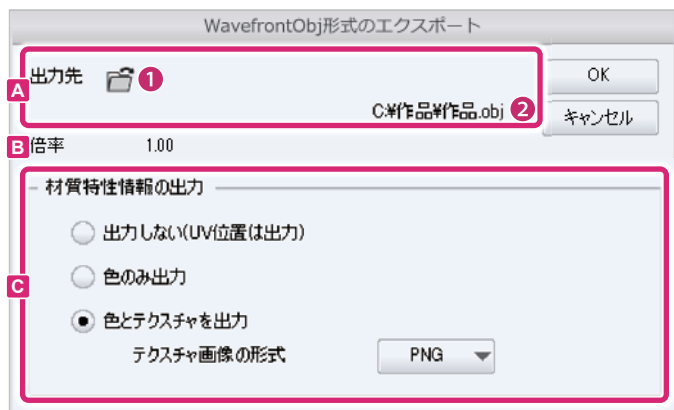 WavefrontObj形式のエクスポート
A
出力先 1
OK
C:¥作品¥作品.obj 2
キャンセル
B
倍率 1.00
C
材質特性情報の出力
出力しない(UV位置は出力)
色のみ出力
色とテクスチャを出力
テクスチャ画像の形式 PNG